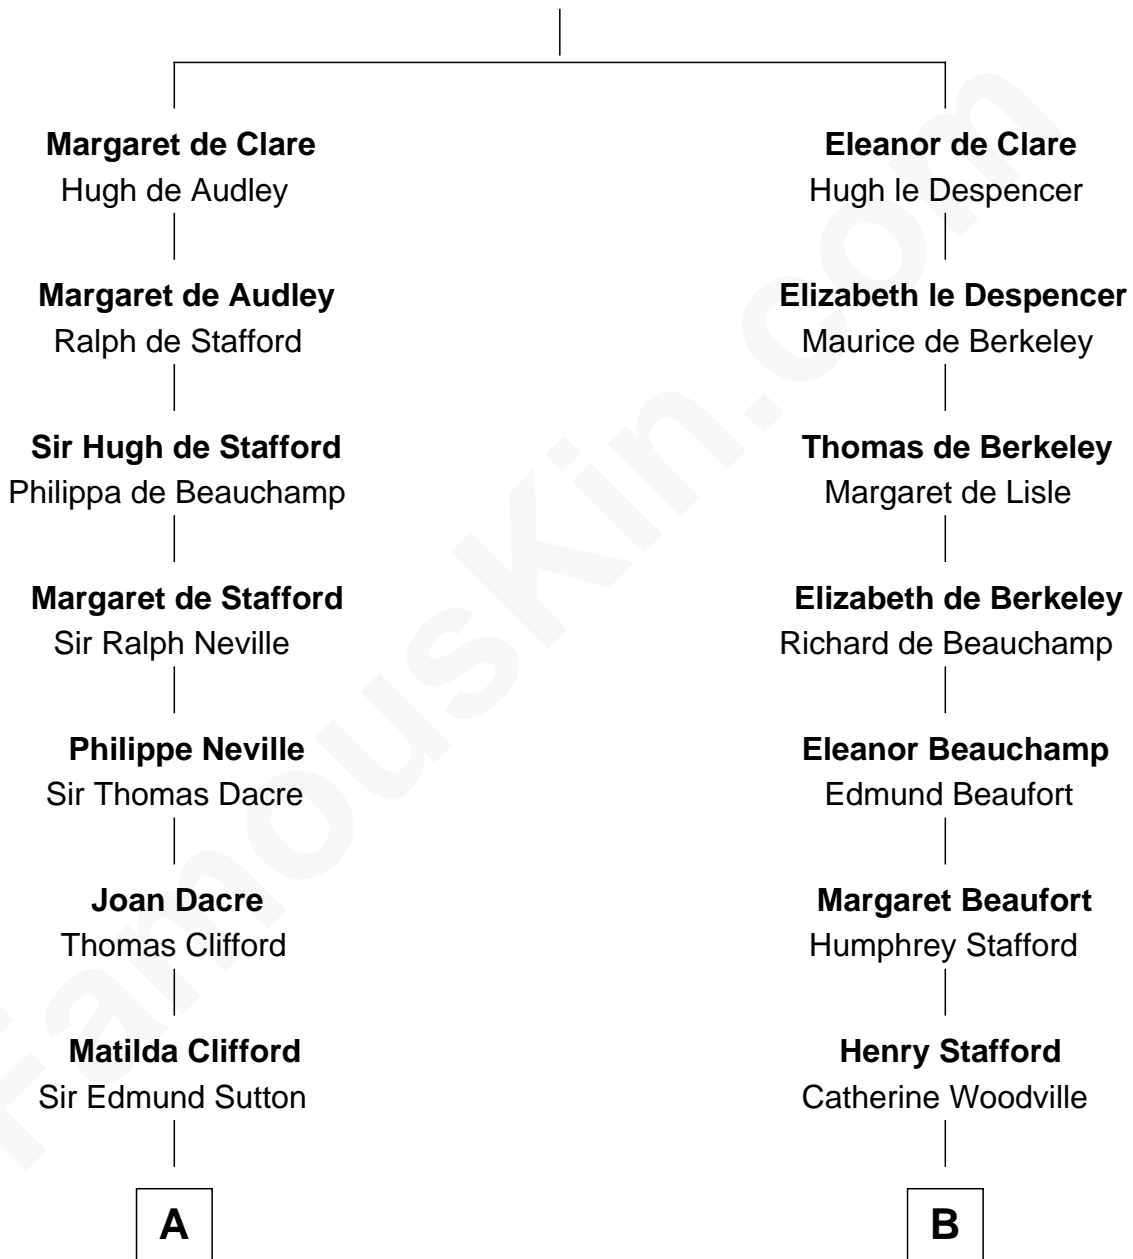 Margaret de Clare
Hugh de Audley
Margaret de Audley
Ralph de Stafford
Sir Hugh de Stafford
Philippa de Beauchamp
Margaret de Stafford
Sir Ralph Neville
Philippe Neville
Sir Thomas Dacre
Joan Dacre
Thomas Clifford
Matilda Clifford
Sir Edmund Sutton
A
Eleanor de Clare
Hugh le Despencer
Elizabeth le Despencer
Maurice de Berkeley
Thomas de Berkeley
Margaret de Lisle
Elizabeth de Berkeley
Richard de Beauchamp
Eleanor Beauchamp
Edmund Beaufort
Margaret Beaufort
Humphrey Stafford
Henry Stafford
Catherine Woodville
B
FamousKin.com